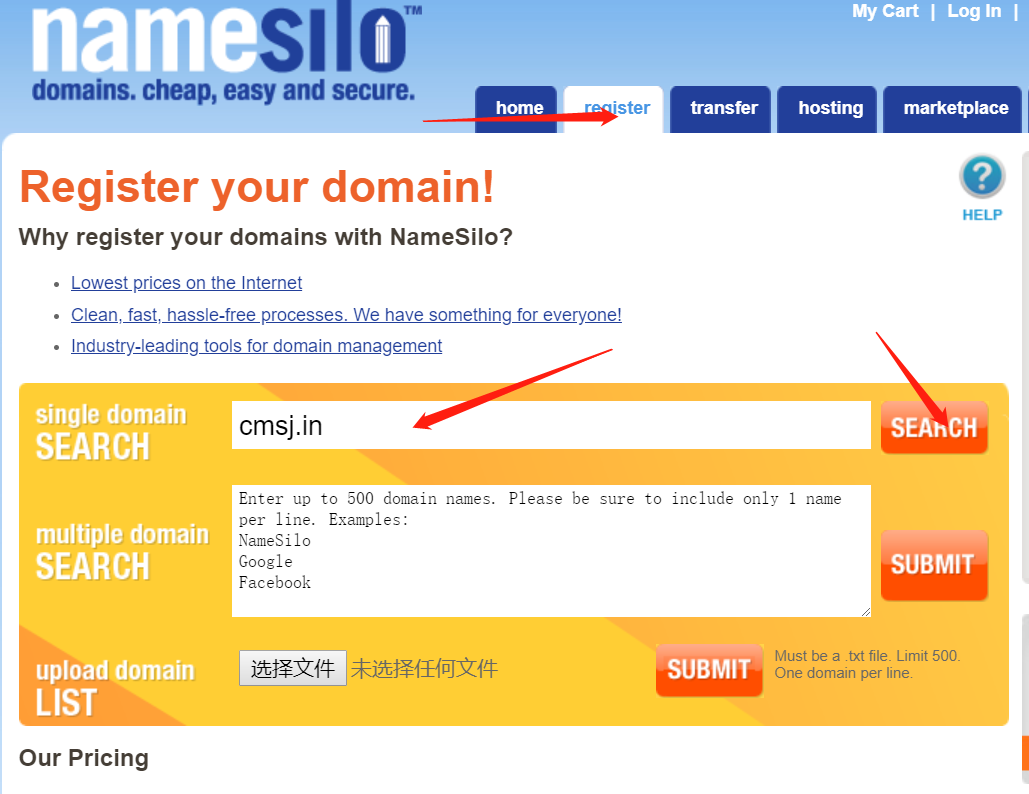 My Cart | Log In |
namesilo™
domains. cheap, easy and secure.
home register transfer hosting marketplace
Register your domain!
HELP
Why register your domains with NameSilo?
Lowest prices on the Internet
Clean, fast, hassle-free processes. We have something for everyone!
Industry-leading tools for domain management
single domain
SEARCH
cmsj.in
SEARCH
multiple domain
SEARCH
Enter up to 500 domain names. Please be sure to include only 1 name
per line. Examples:
NameSilo
Google
Facebook
SUBMIT
upload domain
LIST
选择文件 未选择任何文件
SUBMIT
Must be a .txt file. Limit 500.
One domain per line.
Our Pricing